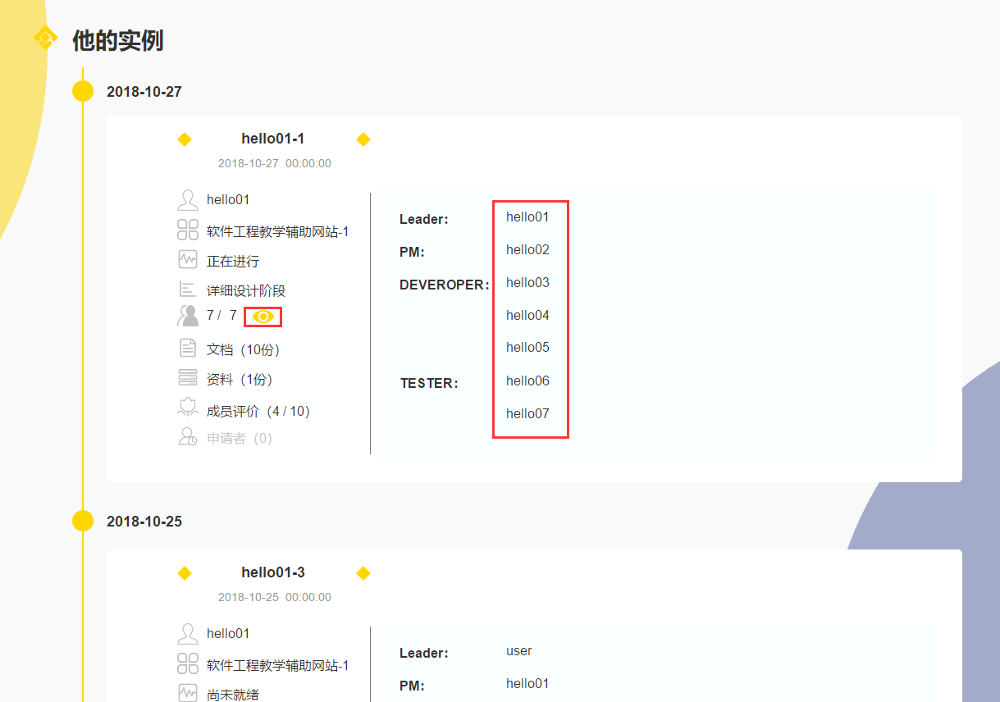 他的实例
2018-10-27
hello01-1
2018-10-27 00:00:00
hello01
软件工程教学辅助网站-1
正在进行
详细设计阶段
7 / 7
文档（10份）
资料（1份）
成员评价（4 / 10）
申请者（0）
Leader: hello01
PM: hello02
DEVEROPER: hello03
hello04
hello05
TESTER: hello06
hello07
2018-10-25
hello01-3
2018-10-25 00:00:00
hello01
软件工程教学辅助网站-1
尚未就绪
Leader: user
PM: hello01